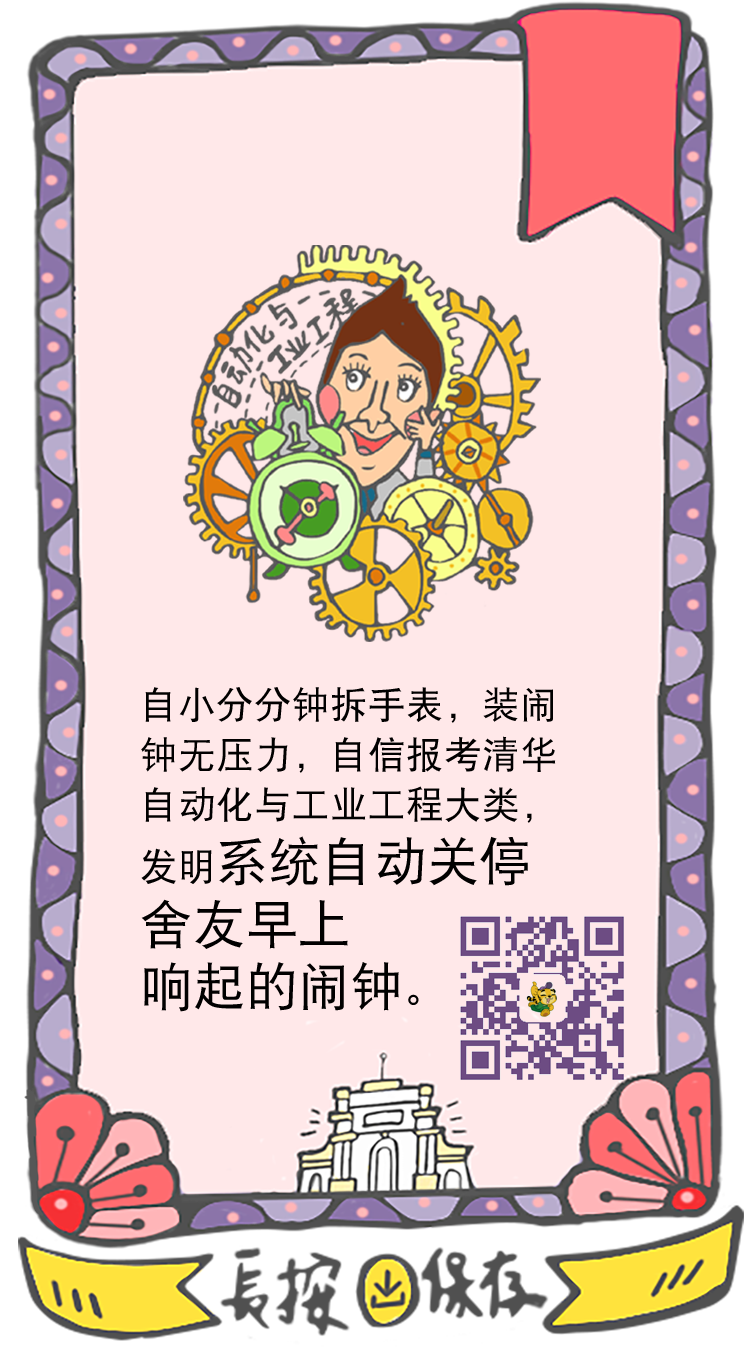 自动化与
工业工程
自小分分钟拆手表，装闹
钟无压力，自信报考清华
自动化与工业工程大类，
发明系统自动关停
舍友早上
响起的闹钟。
長按保存